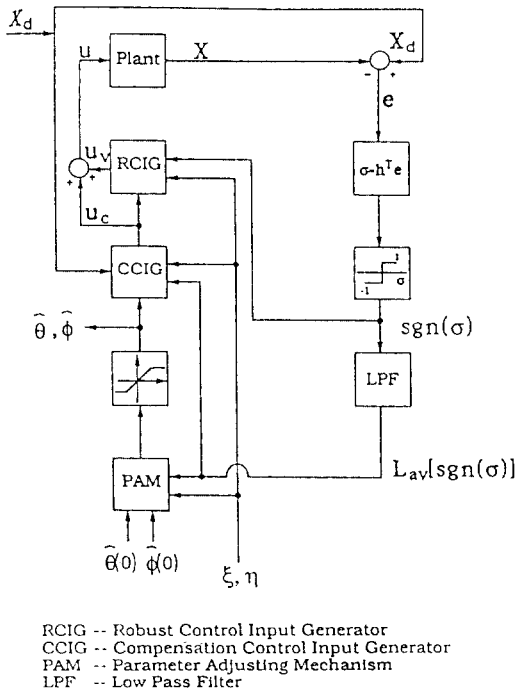 X_d
u
Plant
X
X_d
- +
e
u_v
RCIG
+ +
σ-hᵀe
u_c
CCIG
1
-1
σ
θ̂, φ̂
sgn(σ)
LPF
PAM
L_av[sgn(σ)]
θ̂(0) φ̂(0)
ξ, η
RCIG -- Robust Control Input Generator
CCIG -- Compensation Control Input Generator
PAM -- Parameter Adjusting Mechanism
LPF -- Low Pass Filter